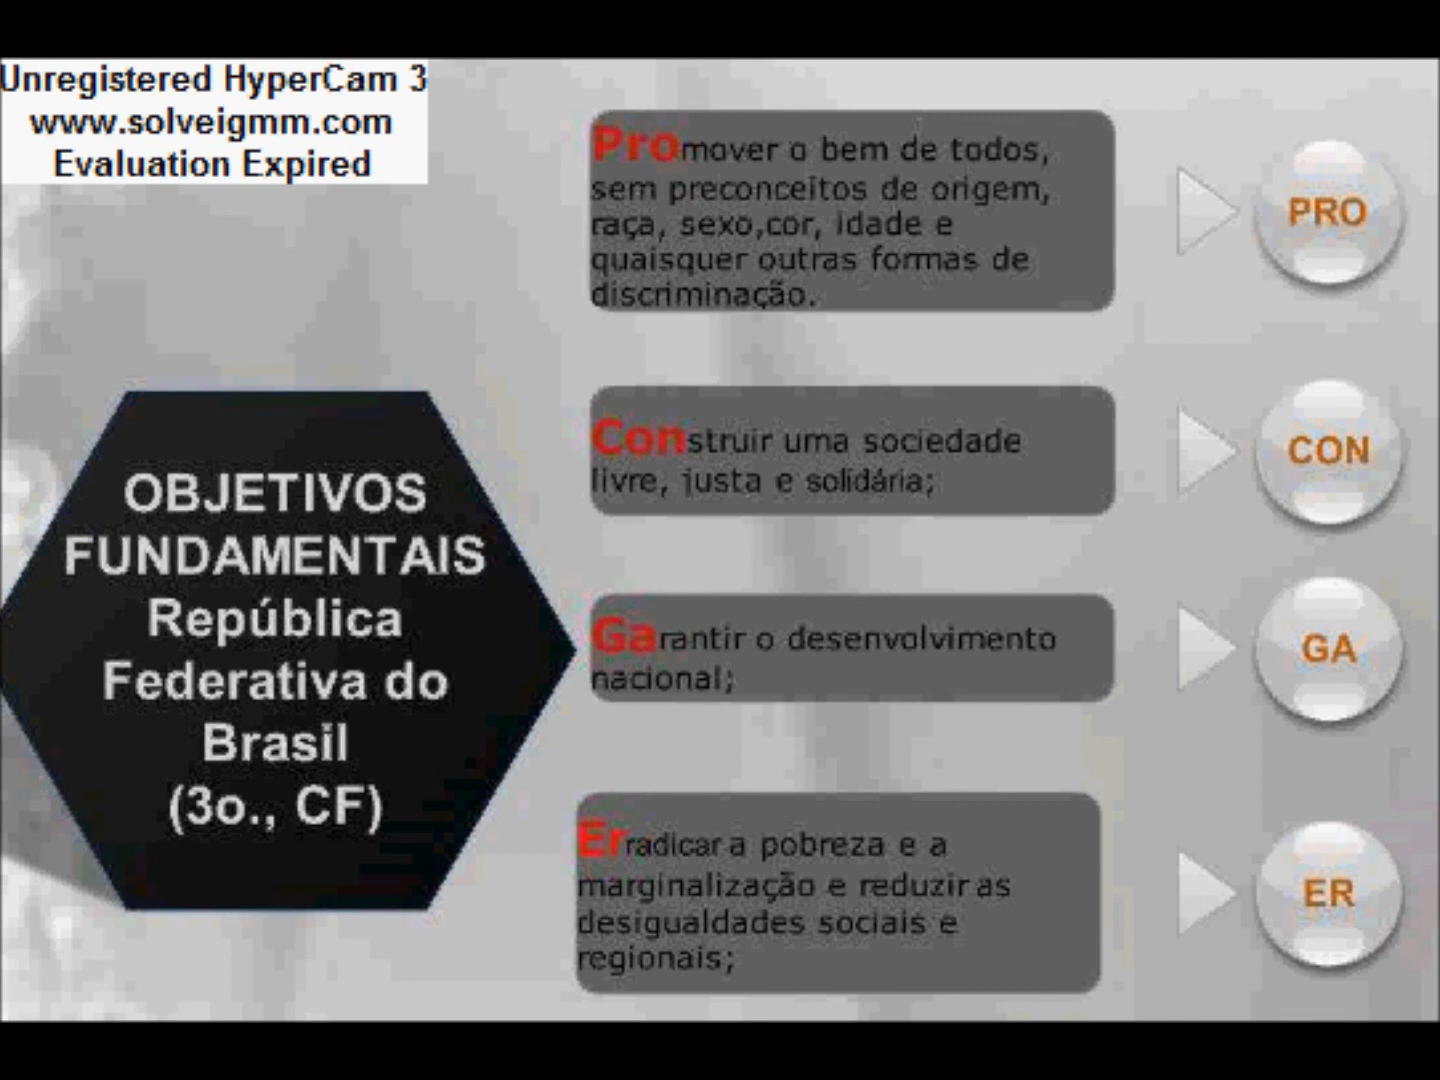 Unregistered HyperCam 3
www.solveigmm.com
Evaluation Expired
OBJETIVOS
FUNDAMENTAIS
República
Federativa do
Brasil
(3o., CF)
Promover o bem de todos,
sem preconceitos de origem,
raça, sexo,cor, idade e
quaisquer outras formas de
discriminação.
PRO
Construir uma sociedade
livre, justa e solidária;
CON
Garantir o desenvolvimento
nacional;
GA
Erradicar a pobreza e a
marginalização e reduzir as
desigualdades sociais e
regionais;
ER